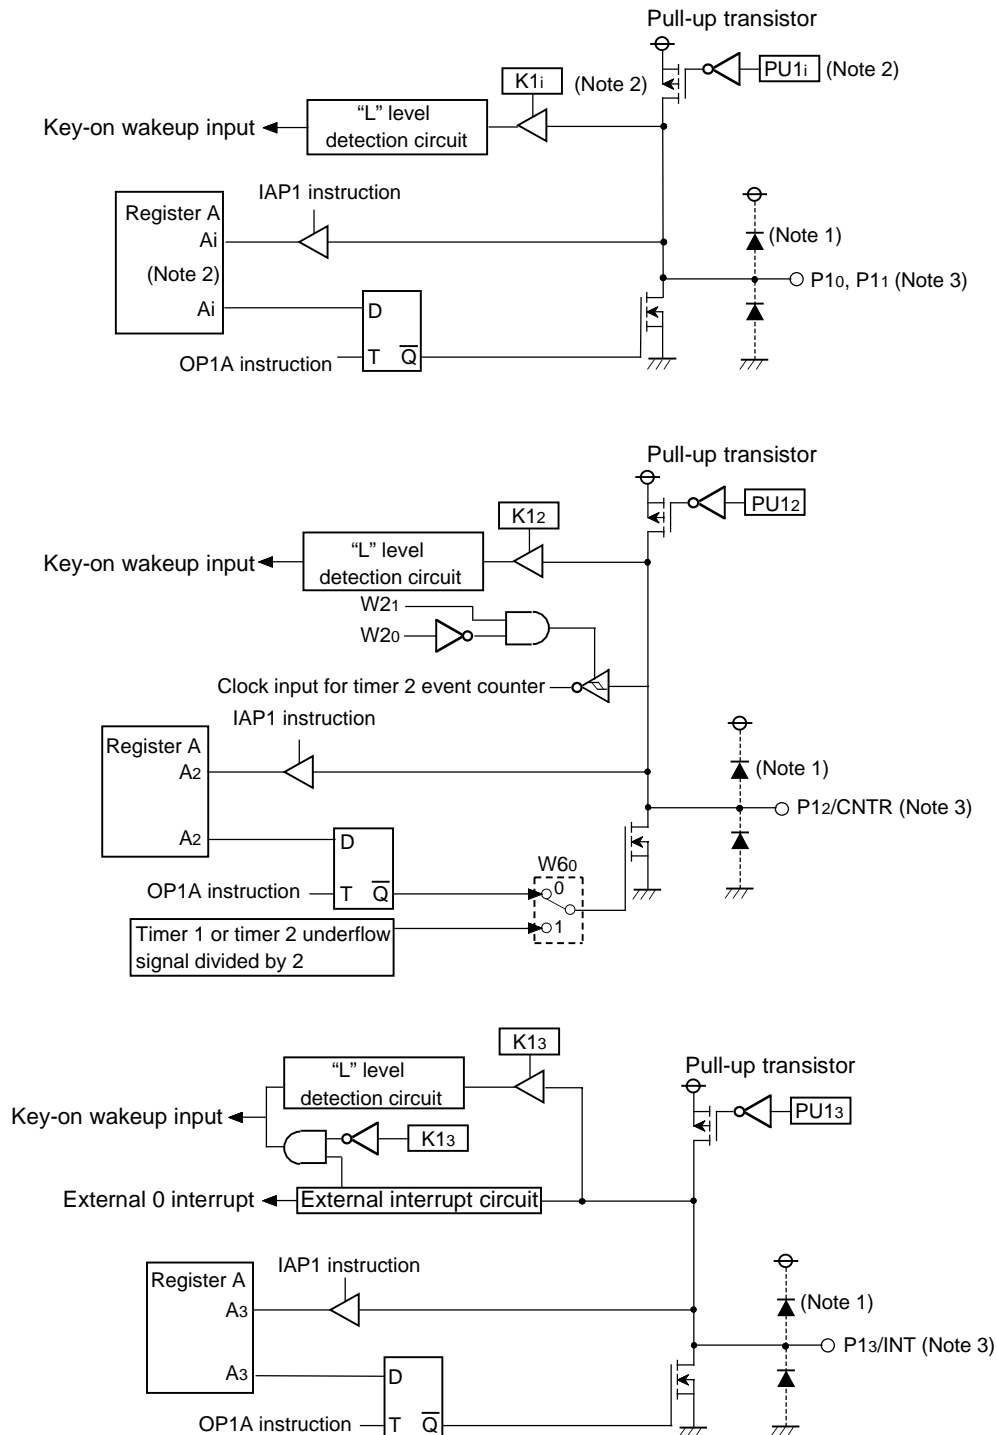 Pull-up transistor
K1i (Note 2)
PU1i (Note 2)
Key-on wakeup input
“L” level
detection circuit
IAP1 instruction
Register A
Ai
(Note 2)
Ai
D
T Q
OP1A instruction
(Note 1)
P10, P11 (Note 3)
Pull-up transistor
PU12
K12
Key-on wakeup input
“L” level
detection circuit
W21
W20
Clock input for timer 2 event counter
IAP1 instruction
Register A
A2
A2
D
T Q
OP1A instruction
W60
0
1
Timer 1 or timer 2 underflow
signal divided by 2
(Note 1)
P12/CNTR (Note 3)
Pull-up transistor
PU13
K13
“L” level
detection circuit
Key-on wakeup input
K13
External 0 interrupt
External interrupt circuit
IAP1 instruction
Register A
A3
A3
D
T Q
OP1A instruction
(Note 1)
P13/INT (Note 3)